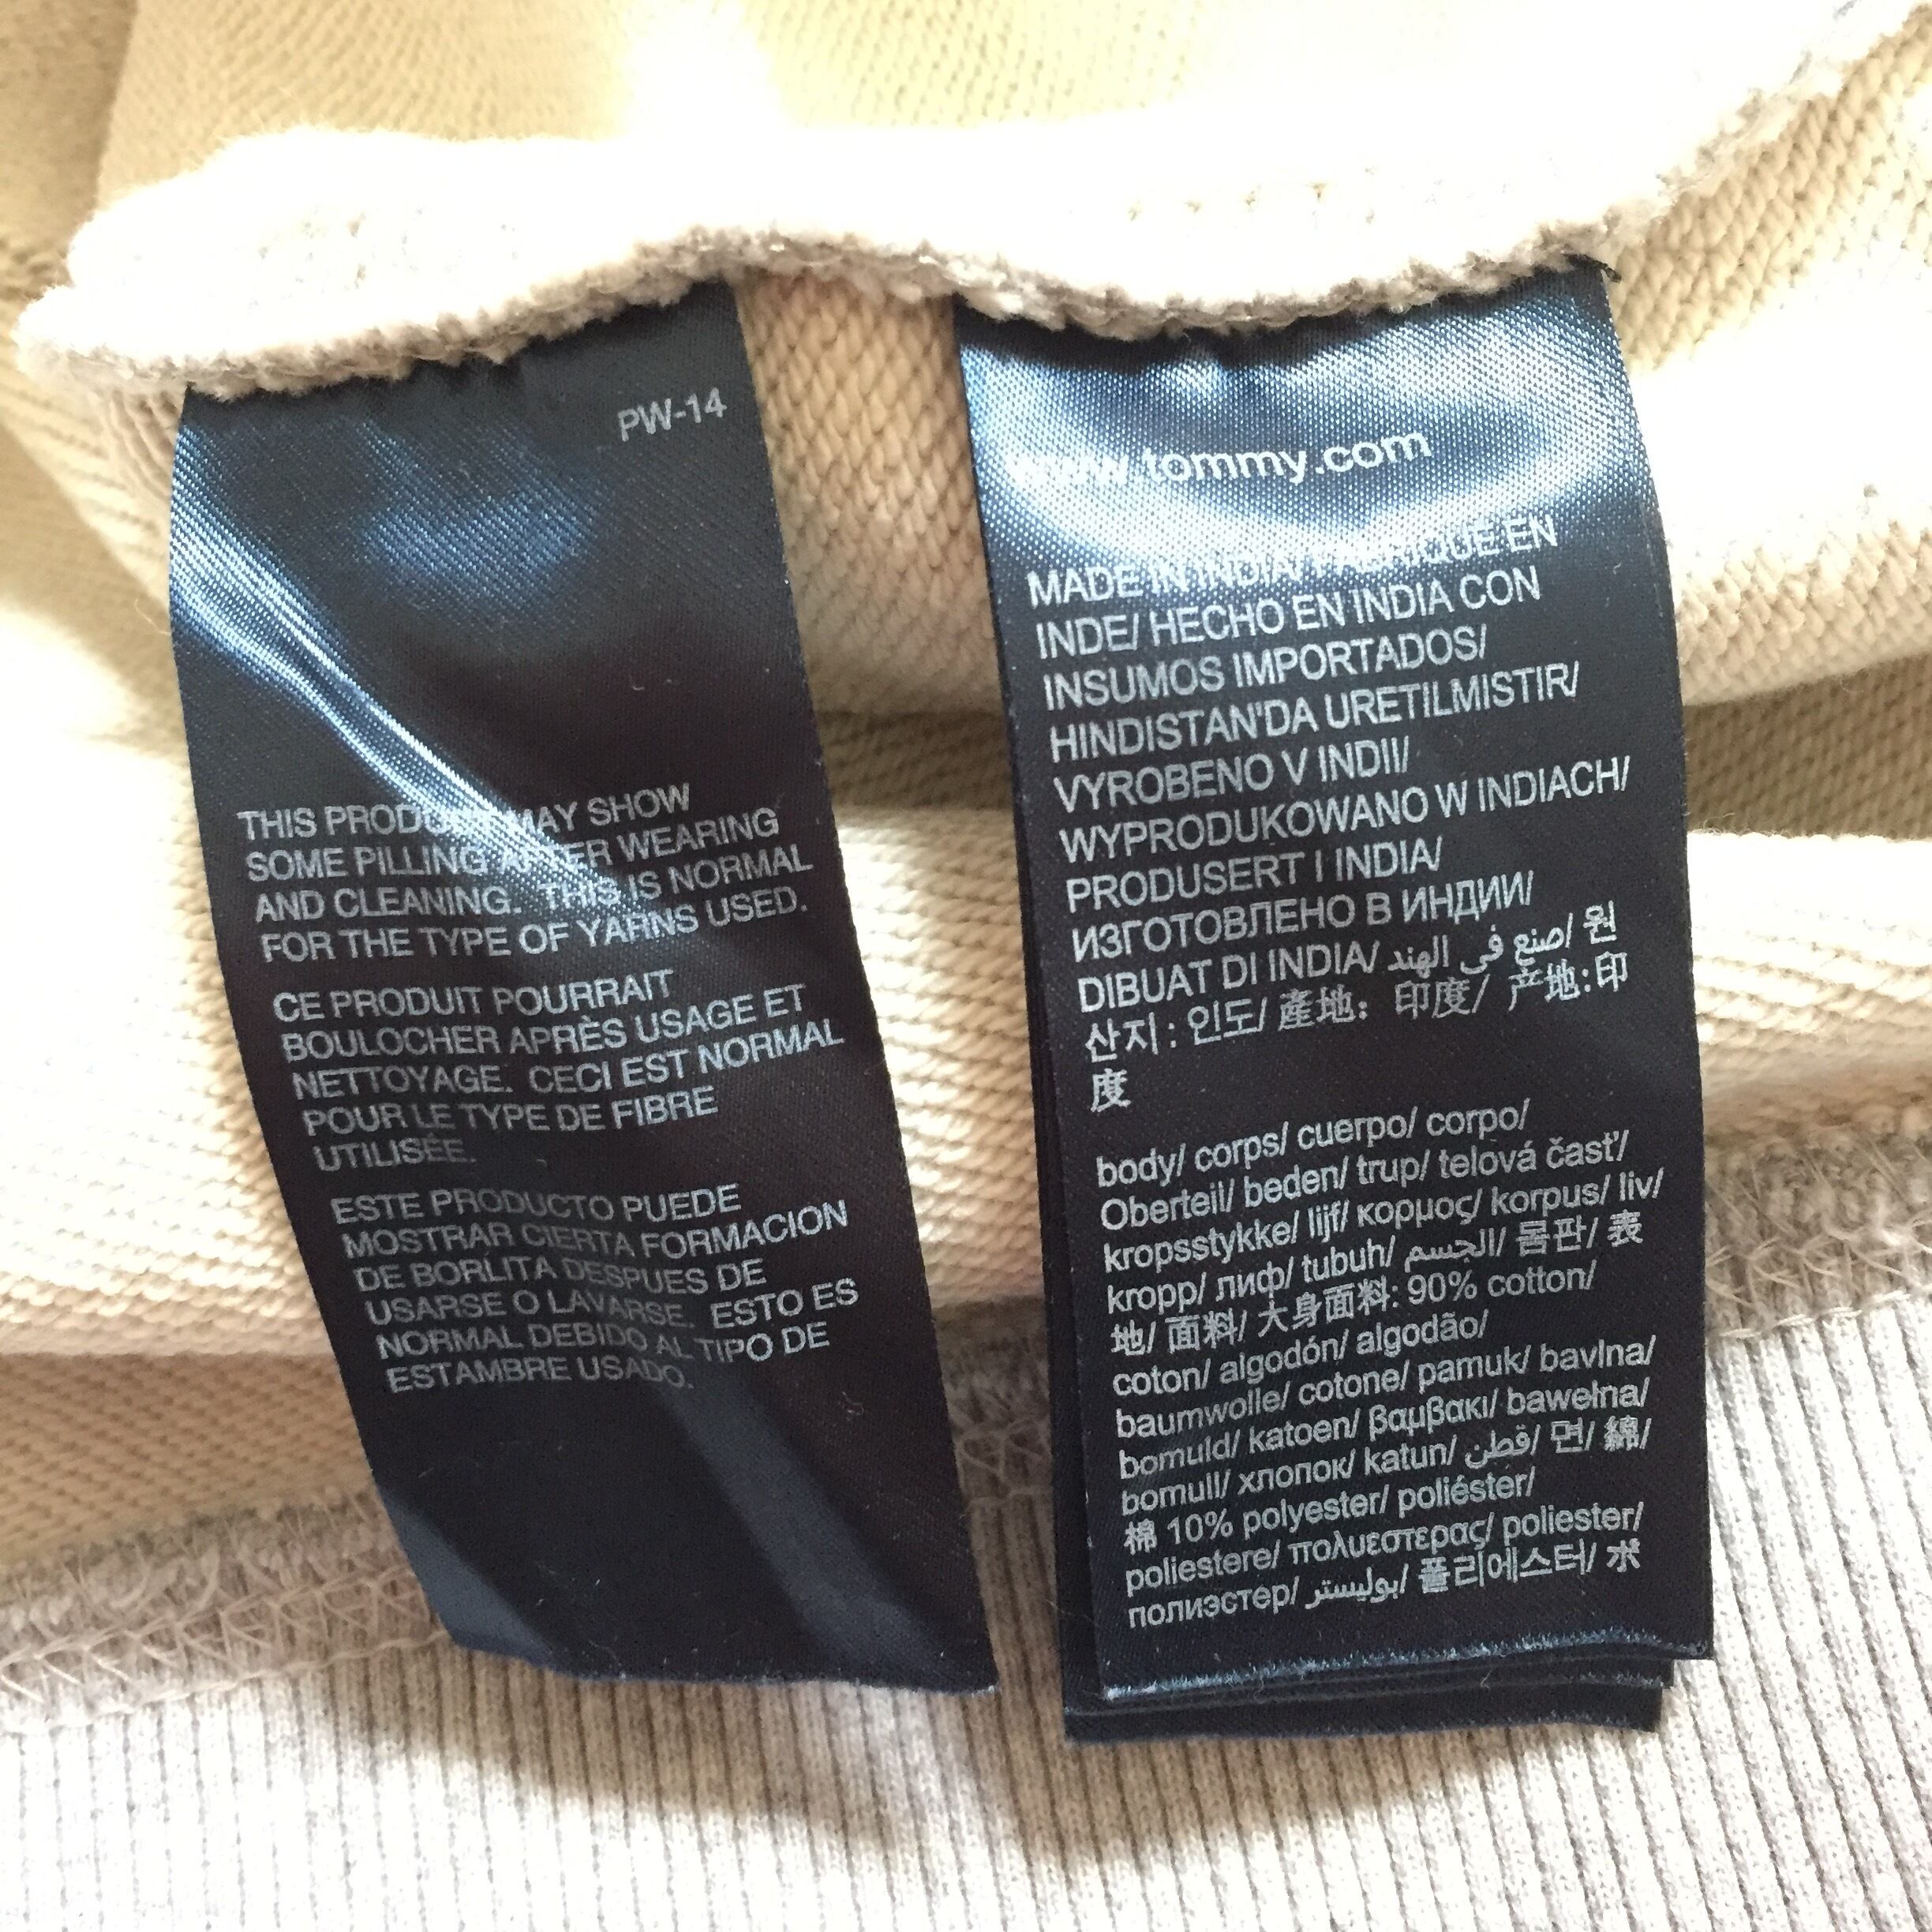 PW-14
THIS PRODUCT MAY SHOW
SOME PILLING AFTER WEARING
AND CLEANING. THIS IS NORMAL
FOR THE TYPE OF YARNS USED.
CE PRODUIT POURRAIT
BOULOCHER APRÈS USAGE ET
NETTOYAGE. CECI EST NORMAL
POUR LE TYPE DE FIBRE
UTILISÉE.
ESTE PRODUCTO PUEDE
MOSTRAR CIERTA FORMACION
DE BORLITA DESPUES DE
USARSE O LAVARSE. ESTO ES
NORMAL DEBIDO AL TIPO DE
ESTAMBRE USADO.
www.tommy.com
MADE IN INDIA/ FABRIQUE EN
INDE/ HECHO EN INDIA CON
INSUMOS IMPORTADOS/
HINDISTAN'DA URETILMISTIR/
VYROBENO V INDII/
WYPRODUKOWANO W INDIACH/
PRODUSERT I INDIA/
ИЗГОТОВЛЕНО В ИНДИИ/
DIBUAT DI INDIA/ صنع في الهند/ 원
산지 : 인도/ 產地: 印度/ 产地:印
度
body/ corps/ cuerpo/ corpo/
Oberteil/ beden/ trup/ telová časť/
kropsstykke/ lijf/ κορμος/ korpus/ liv/
kropp/ лиф/ tubuh/ الجسم/ 몸판/ 表
地/ 面料/ 大身面料: 90% cotton/
coton/ algodón/ algodão/
baumwolle/ cotone/ pamuk/ bavlna/
bomuld/ katoen/ βαμβακι/ bawełna/
bomull/ хлопок/ katun/ قطن/ 면/ 綿/
棉 10% polyester/ poliéster/
poliestere/ πολυεστερας/ poliester/
полиэстер/ بوليستر/ 폴리에스터/ ポ